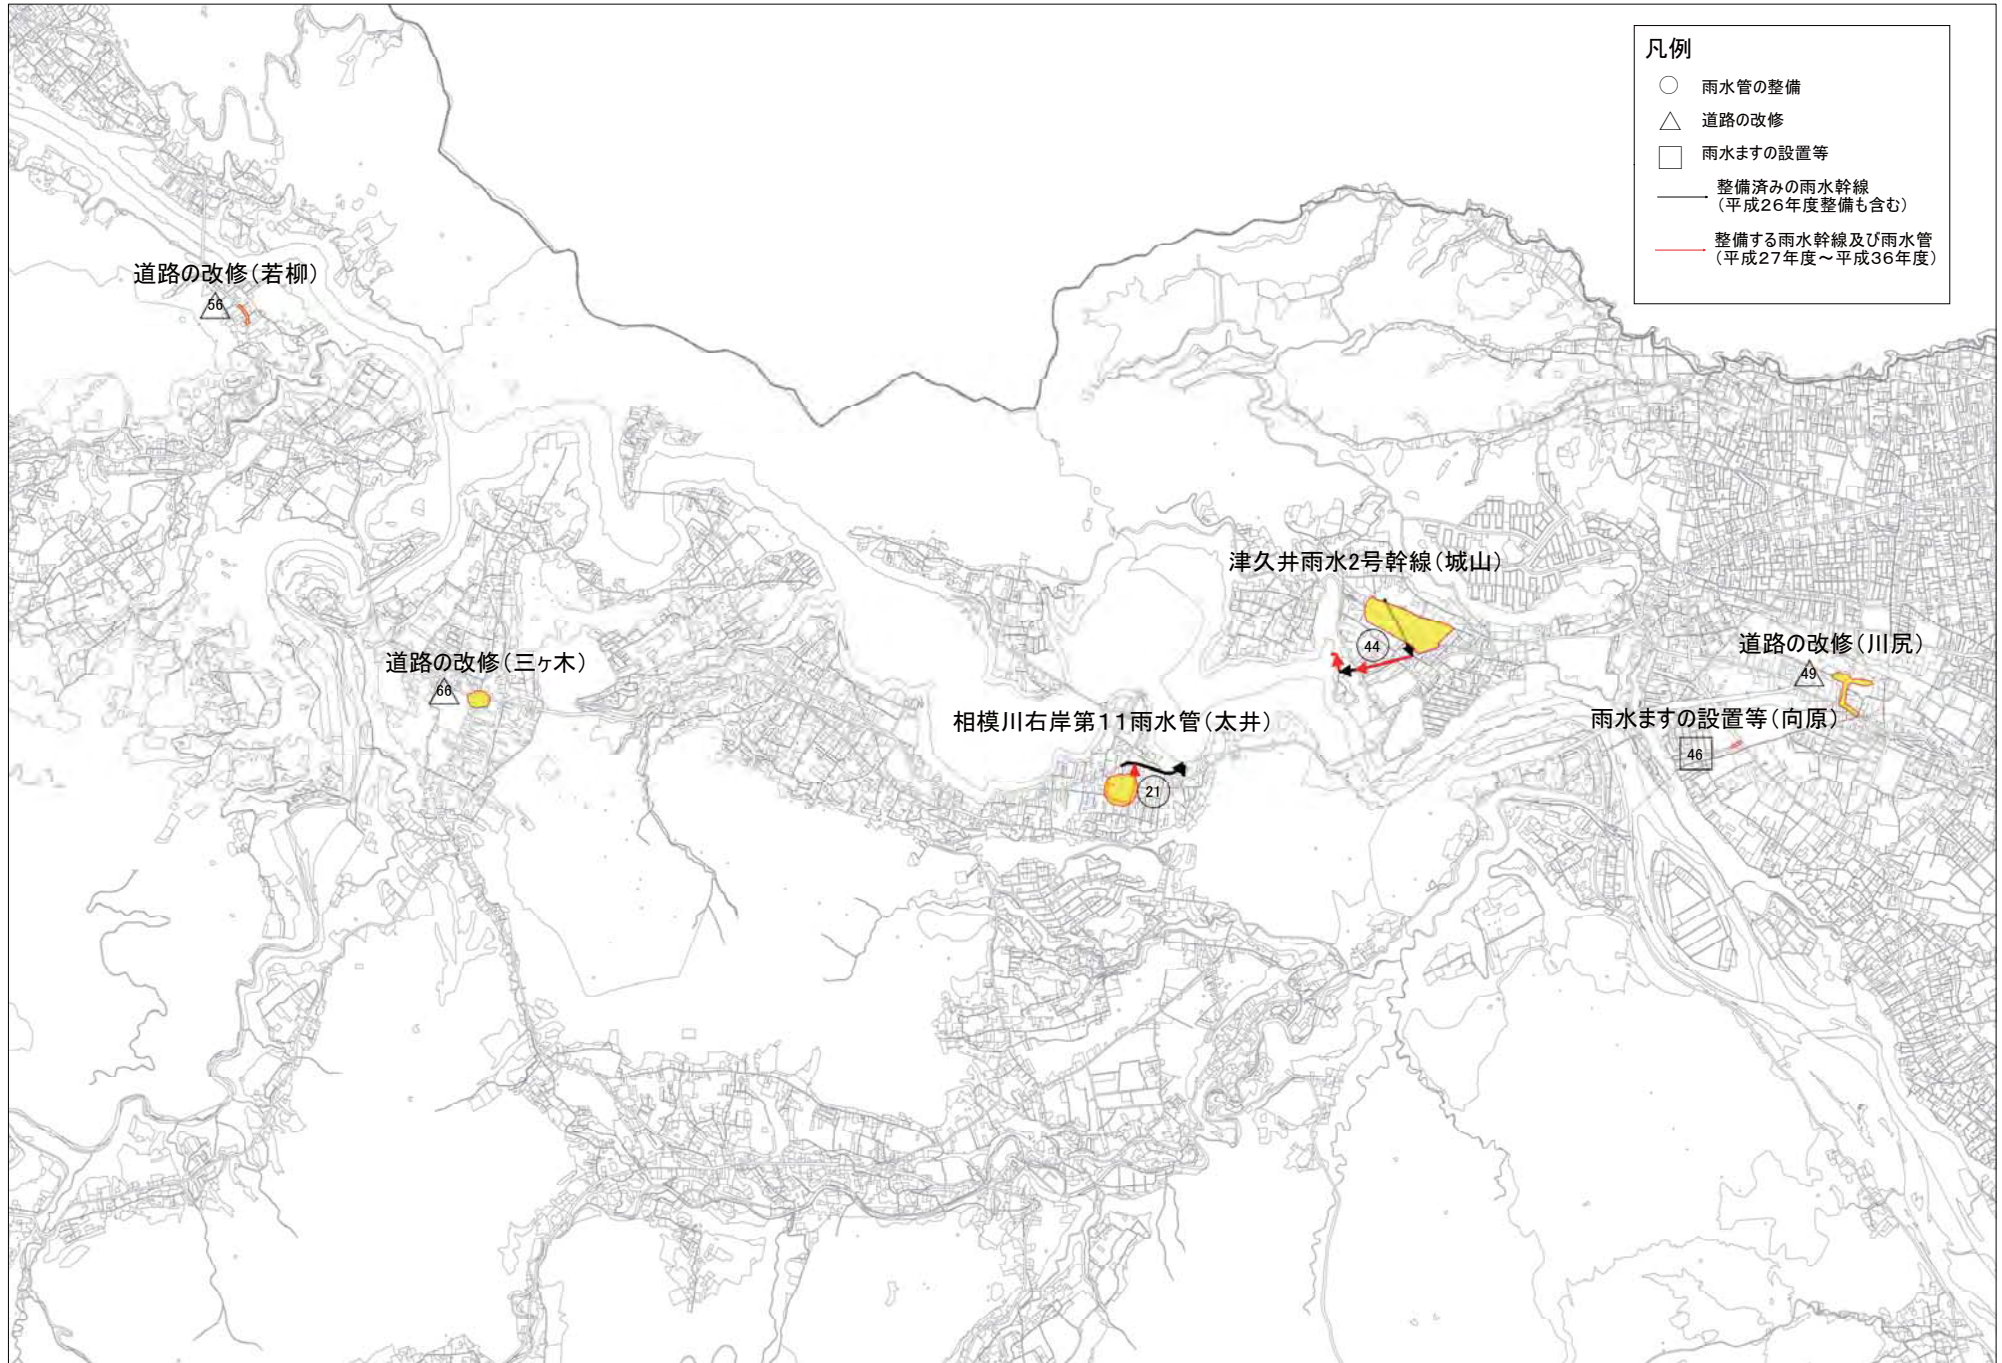 凡例
雨水管の整備
道路の改修
雨水ますの設置等
整備済みの雨水幹線
(平成26年度整備も含む)
整備する雨水幹線及び雨水管
(平成27年度～平成36年度)
道路の改修(若柳)
56
津久井雨水2号幹線(城山)
44
道路の改修(川尻)
49
道路の改修(三ヶ木)
66
相模川右岸第11雨水管(太井)
21
雨水ますの設置等(向原)
46